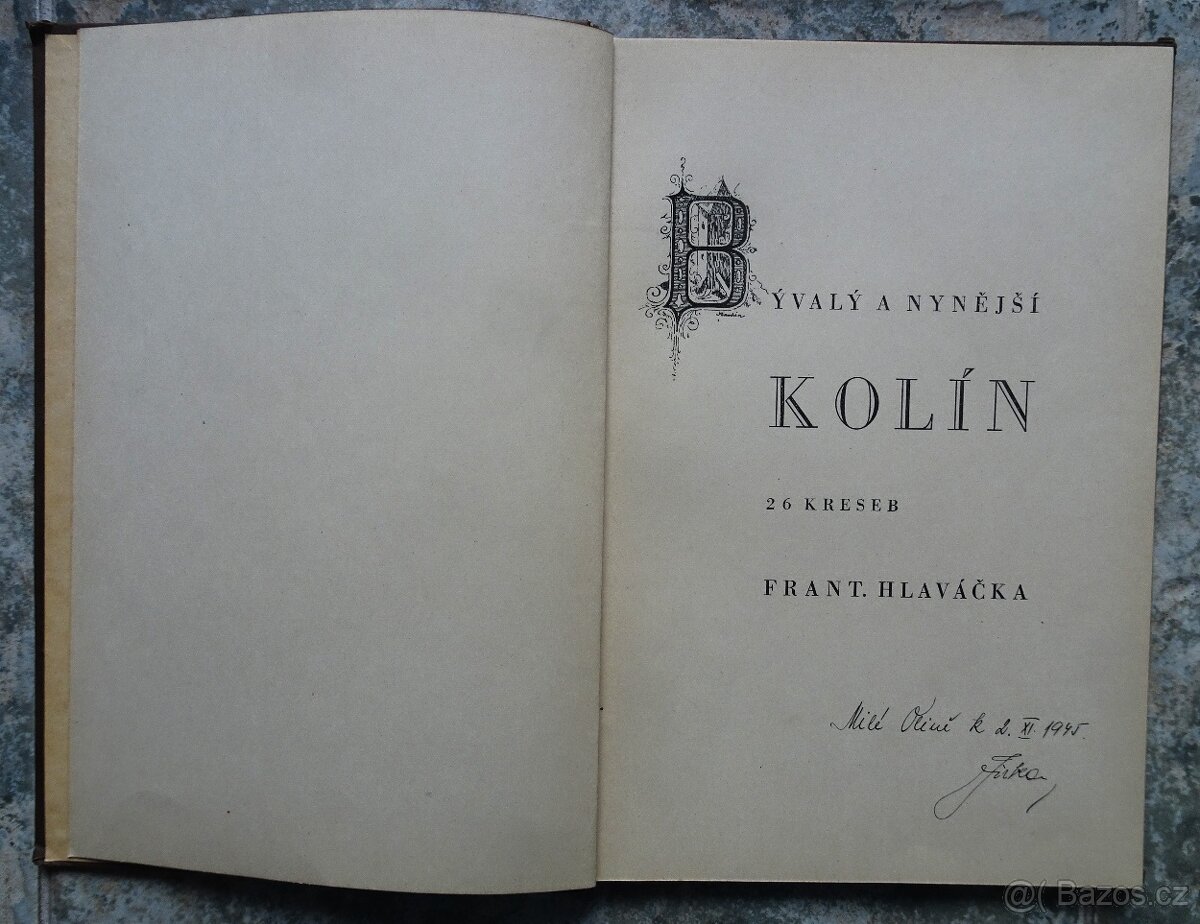 BÝVALÝ A NYNĚJŠÍ
KOLÍN
26 KRESEB
FRANT. HLAVÁČKA
Milé Olině k 2. XI. 1945.
Jirka
@( Bazos.cz